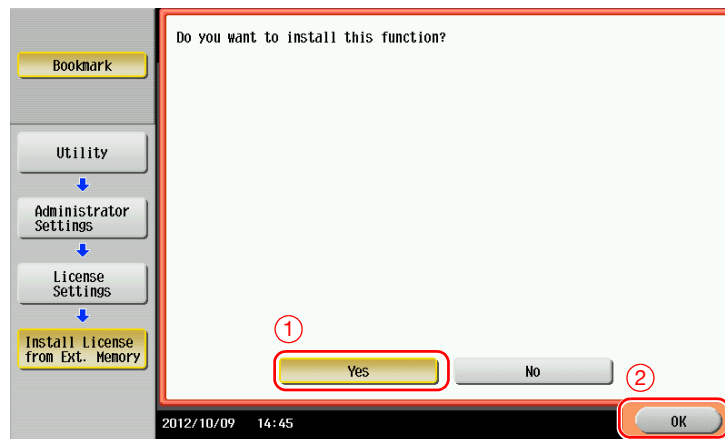 Do you want to install this function?
Bookmark
Utility
Administrator
Settings
License
Settings
Install License
from Ext. Memory
1
Yes
No
2
2012/10/09 14:45
OK